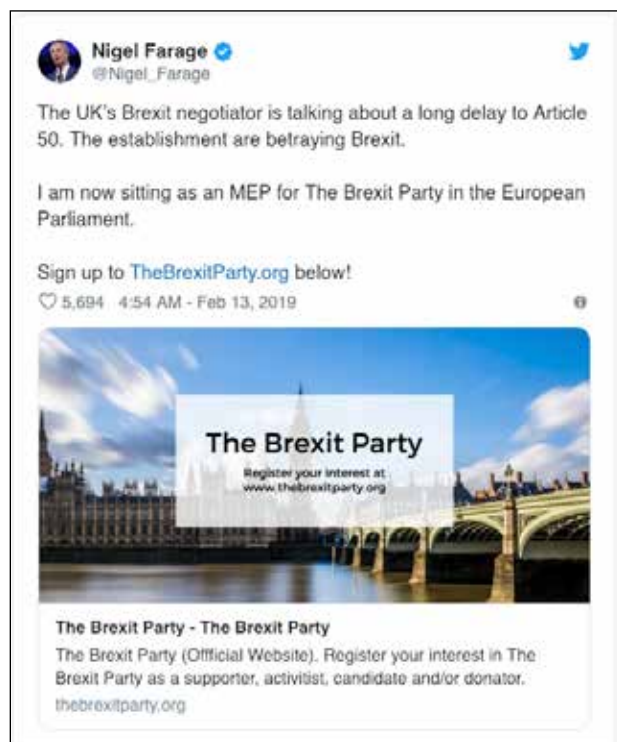 Nigel Farage
@Nigel_Farage
The UK's Brexit negotiator is talking about a long delay to Article
50. The establishment are betraying Brexit.
I am now sitting as an MEP for The Brexit Party in the European
Parliament.
Sign up to TheBrexitParty.org below!
5,694 4:54 AM - Feb 13, 2019
The Brexit Party
Register your interest at
www.thebrexitparty.org
The Brexit Party - The Brexit Party
The Brexit Party (Offficial Website). Register your interest in The
Brexit Party as a supporter, activitist, candidate and/or donator.
thebrexitparty.org